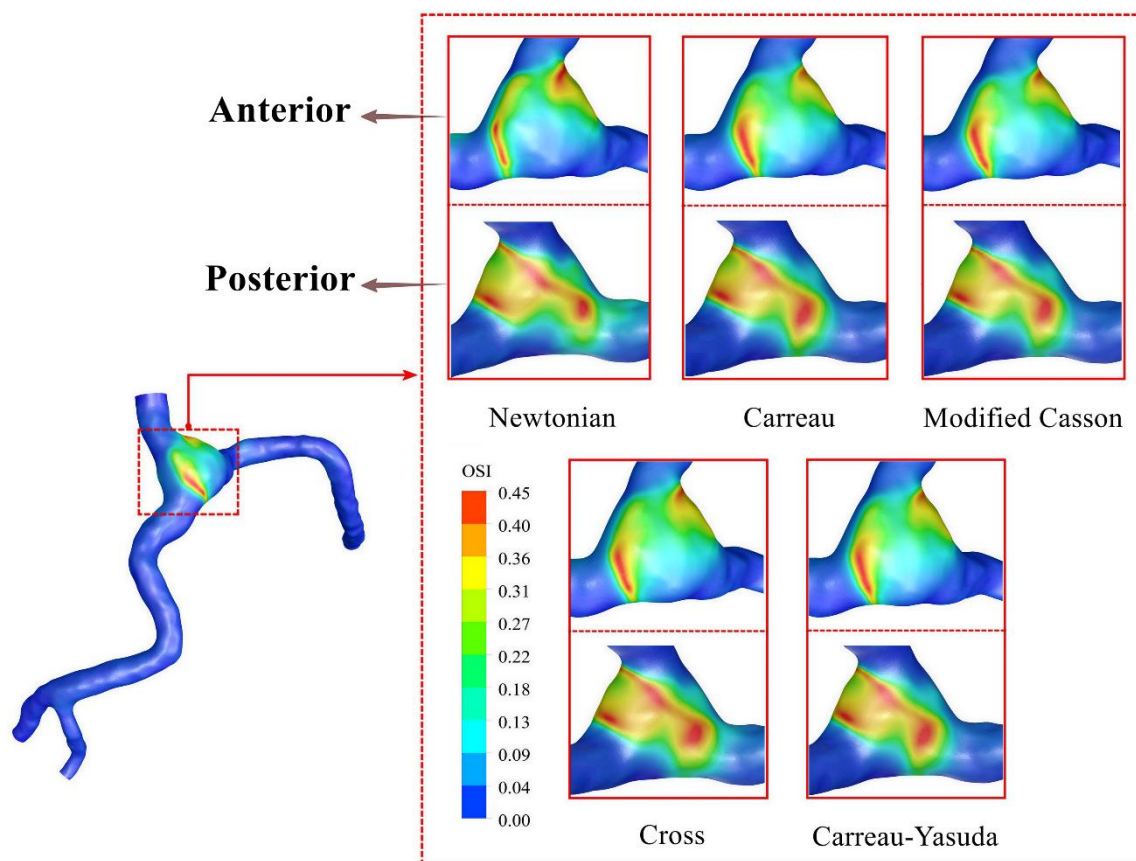 Anterior
Posterior
Newtonian
Carreau
Modified Casson
OSI
0.45
0.40
0.36
0.31
0.27
0.22
0.18
0.13
0.09
0.04
0.00
Cross
Carreau-Yasuda